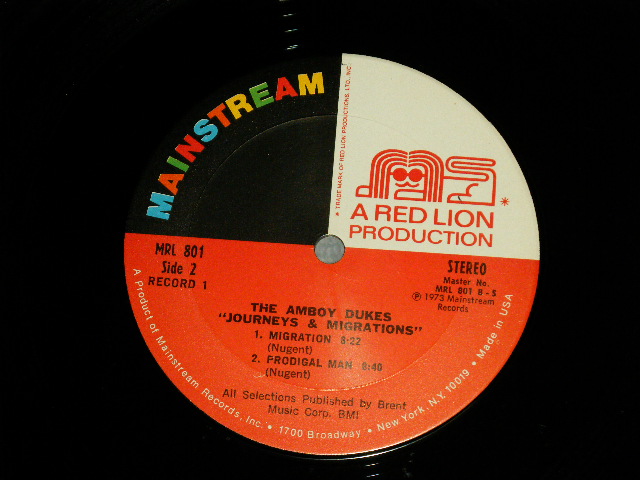 MAINSTREAM
* TRADE MARK OF RED LION PRODUCTIONS, LTD., INC.
A RED LION
PRODUCTION
*
MRL 801
Side 2
RECORD 1
STEREO
Master No.
MRL 801 B - S
℗ 1973 Mainstream
Records
THE AMBOY DUKES
"JOURNEYS & MIGRATIONS"
1. MIGRATION 6:22
(Nugent)
2. PRODIGAL MAN 8:40
(Nugent)
All Selections Published by Brent
Music Corp. BMI
A Product of Mainstream Records, Inc. • 1700 Broadway • New York, N.Y. 10019 • Made in USA